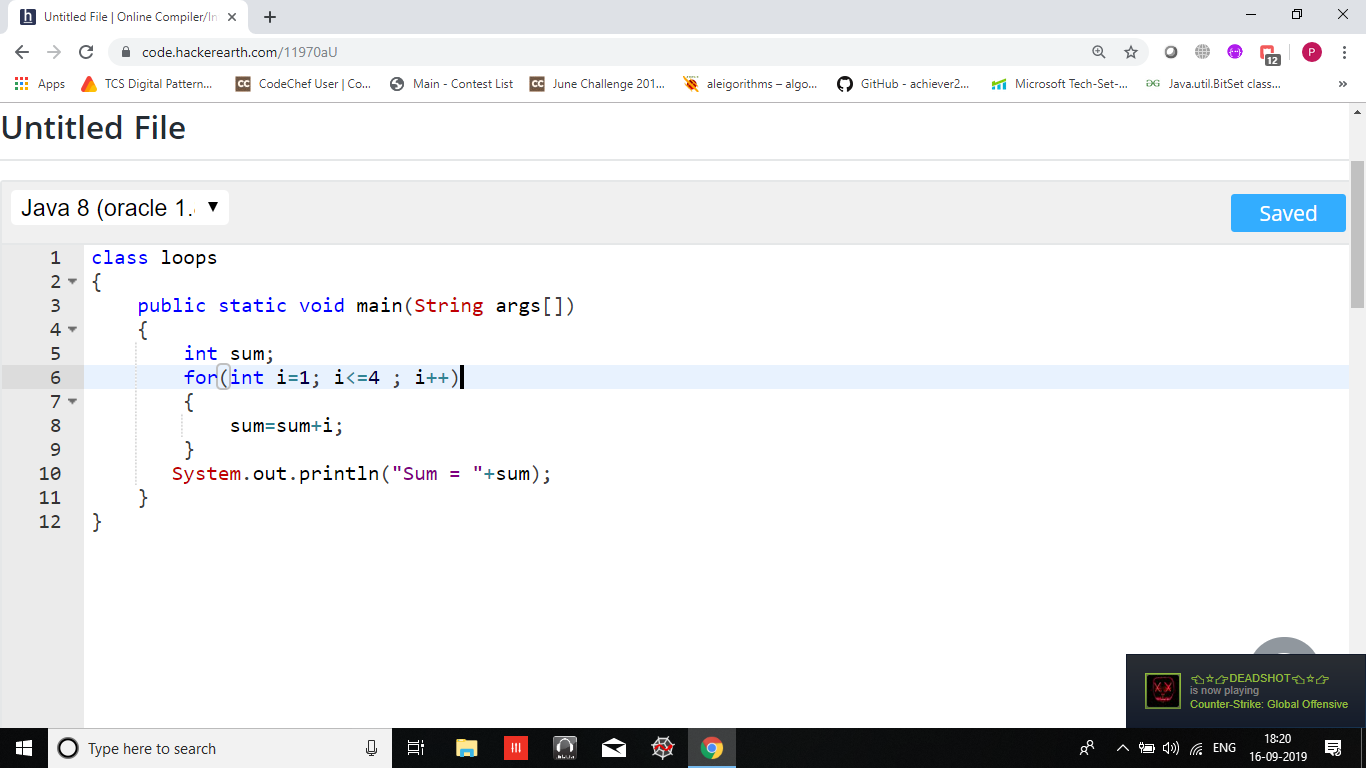 Untitled File | Online Compiler/In
code.hackerearth.com/11970aU
P
12
Apps
TCS Digital Pattern...
CC CodeChef User | Co...
Main - Contest List
CC June Challenge 201...
aleigorithms – algo...
GitHub - achiever2...
Microsoft Tech-Set-...
Java.util.BitSet class...
»
Untitled File
Java 8 (oracle 1.
Saved
1 class loops
2 {
3 public static void main(String args[])
4 {
5 int sum;
6 for(int i=1; i<=4 ; i++)
7 {
8 sum=sum+i;
9 }
10 System.out.println("Sum = "+sum);
11 }
12 }
👈☆👉DEADSHOT👈☆👉
is now playing
Counter-Strike: Global Offensive
Type here to search
ENG
18:20
16-09-2019